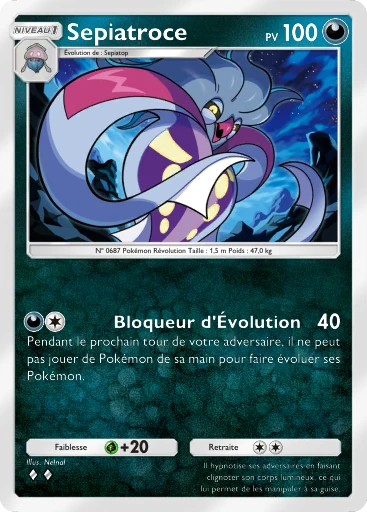 NIVEAU 1
Sepiatroce
PV 100
Évolution de : Sepiatop
N° 0687 Pokémon Révolution Taille : 1,5 m Poids : 47,0 kg
Bloqueur d'Évolution 40
Pendant le prochain tour de votre adversaire, il ne peut
pas jouer de Pokémon de sa main pour faire évoluer ses
Pokémon.
Faiblesse +20
Retraite
Illus. Nelnal
Il hypnotise ses adversaires en faisant
clignoter son corps lumineux, ce qui
lui permet de les manipuler à sa guise.